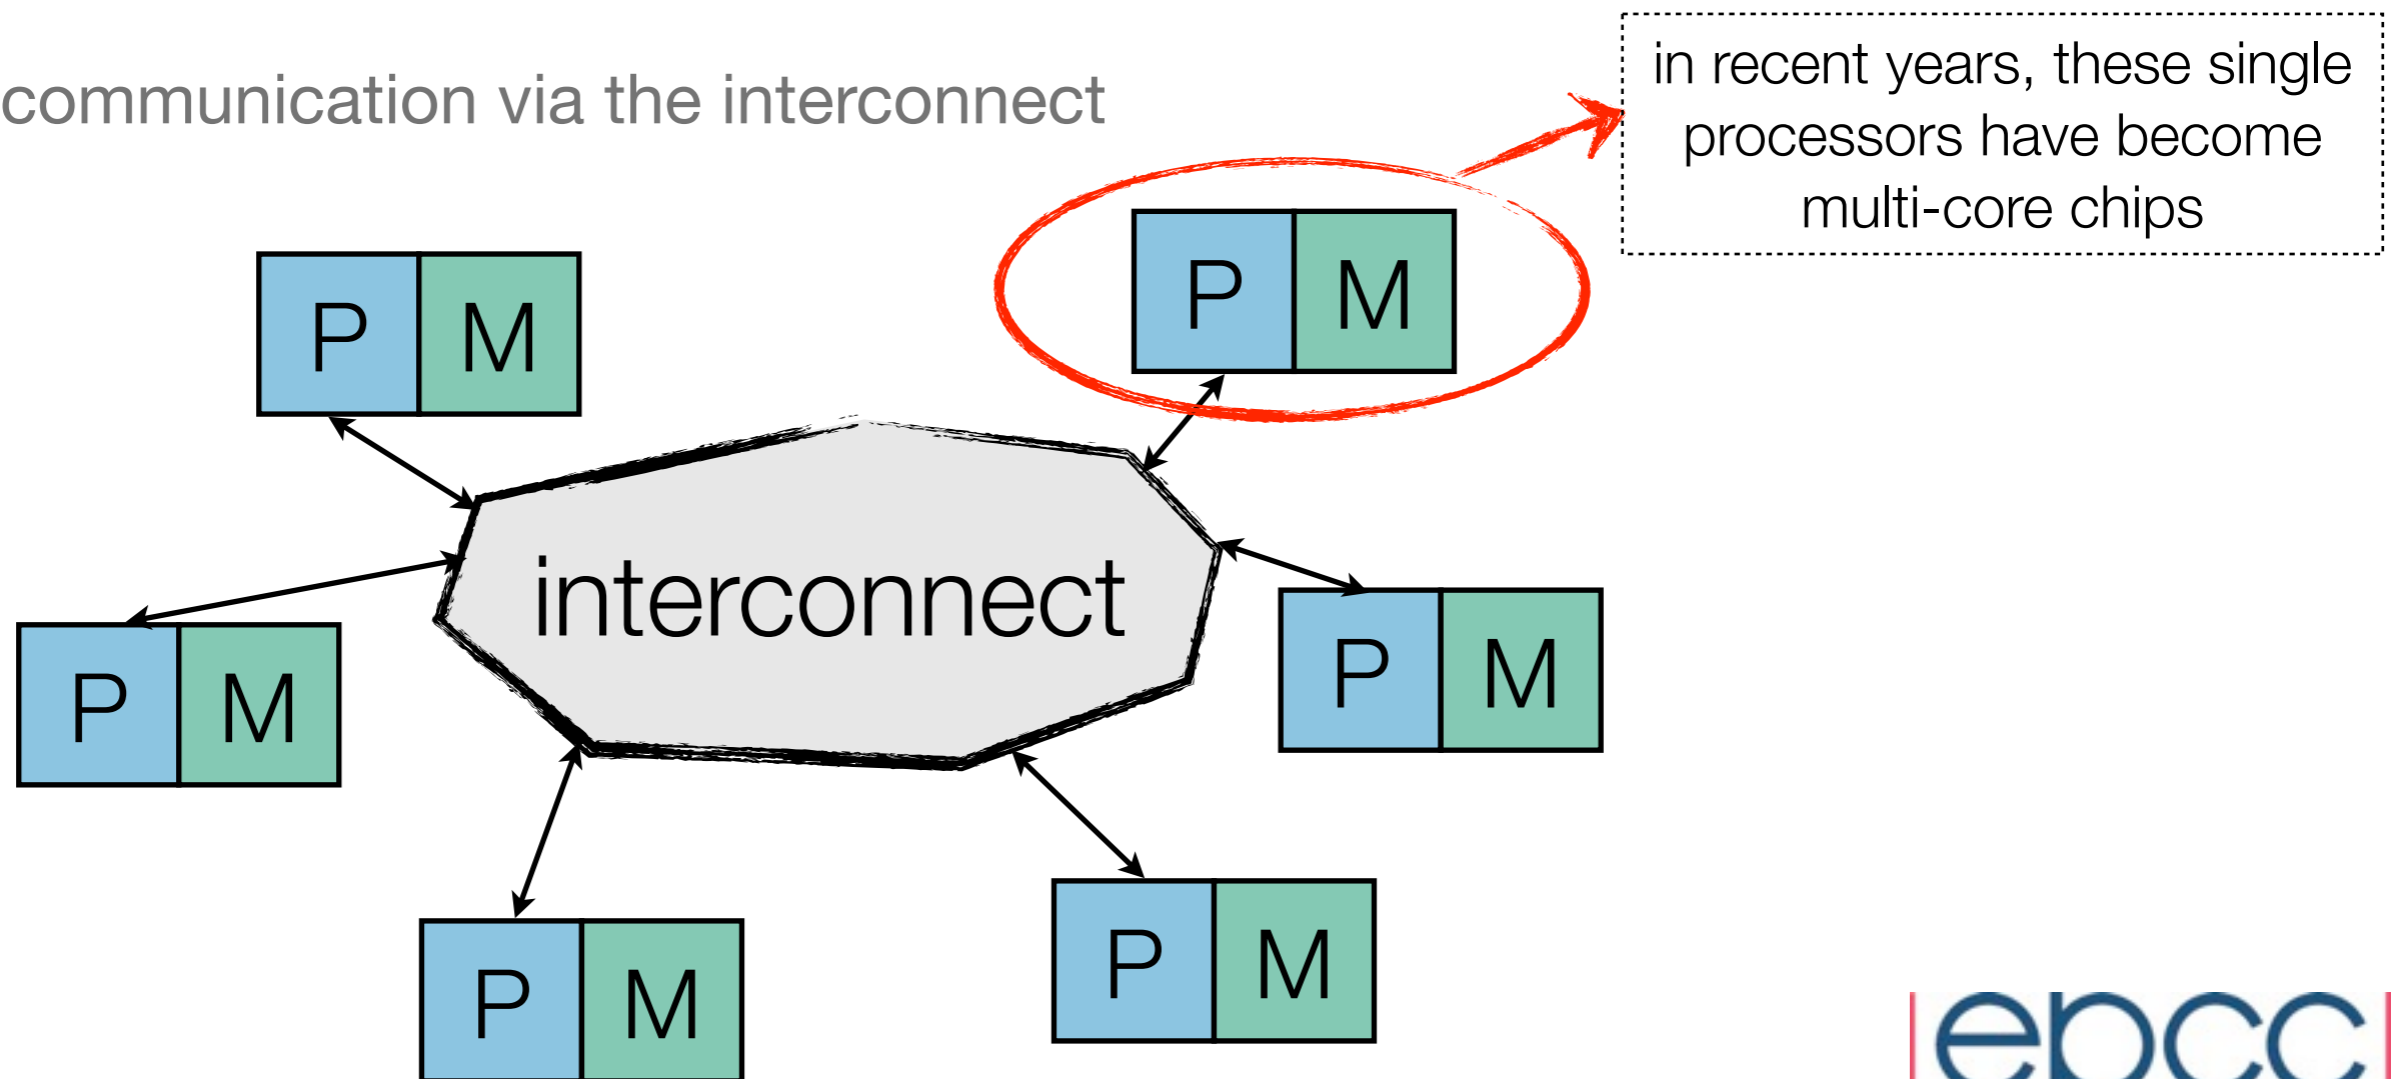 communication via the interconnect
in recent years, these single
processors have become
multi-core chips
P M
P M
interconnect
P M
P M
P M
P M
epcc